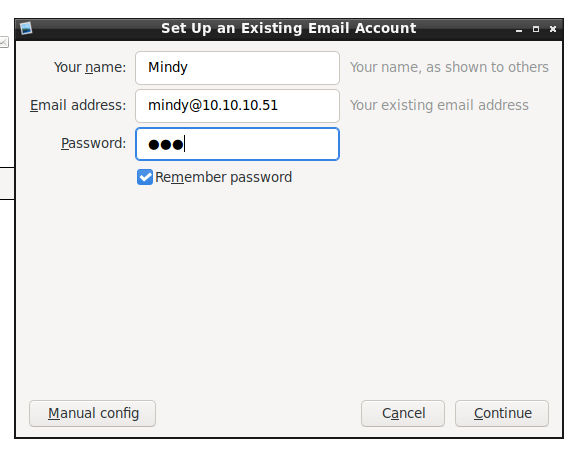 Set Up an Existing Email Account
Your name: Mindy Your name, as shown to others
Email address: mindy@10.10.10.51 Your existing email address
Password: ●●●
Remember password
Manual config Cancel Continue